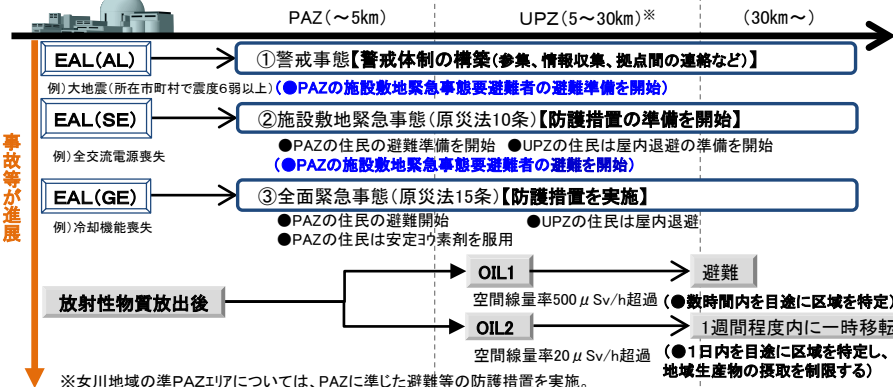 PAZ(～5km)
UPZ(5～30km)※
(30km～)
事故等が進展
EAL(AL)
①警戒事態【警戒体制の構築(参集、情報収集、拠点間の連絡など)】
例)大地震(所在市町村で震度6弱以上)
(●PAZの施設敷地緊急事態要避難者の避難準備を開始)
EAL(SE)
②施設敷地緊急事態(原災法10条)【防護措置の準備を開始】
例)全交流電源喪失
●PAZの住民の避難準備を開始 ●UPZの住民は屋内退避の準備を開始
(●PAZの施設敷地緊急事態要避難者の避難を開始)
EAL(GE)
③全面緊急事態(原災法15条)【防護措置を実施】
例)冷却機能喪失
●PAZの住民の避難開始 ●UPZの住民は屋内退避
●PAZの住民は安定ヨウ素剤を服用
放射性物質放出後
OIL1
避難
空間線量率500μSv/h超過
(●数時間内を目途に区域を特定)
OIL2
1週間程度内に一時移転
空間線量率20μSv/h超過
(●1日内を目途に区域を特定し、
地域生産物の摂取を制限する)
※女川地域の準PAZエリアについては、PAZに準じた避難等の防護措置を実施。